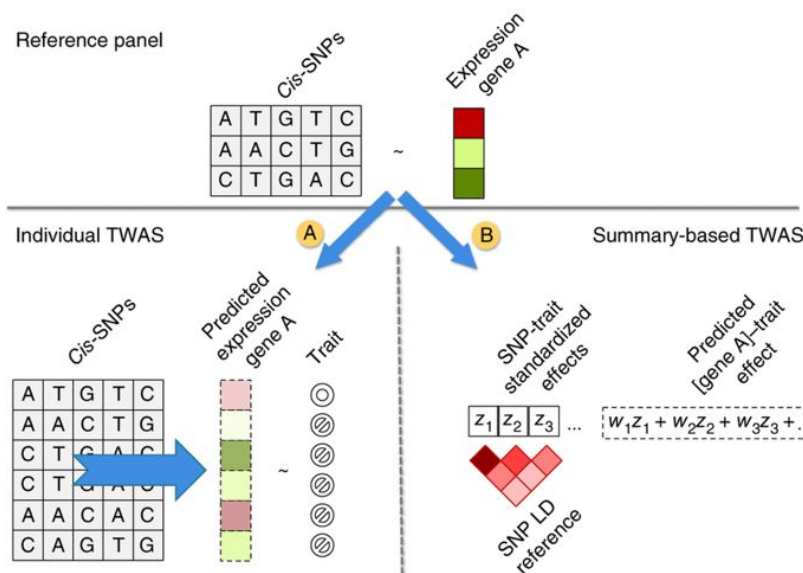 Reference panel
Cis-SNPs
Expression
gene A
A T G T C
A A C T G
C T G A C
~
Individual TWAS
A
B
Summary-based TWAS
Cis-SNPs
Predicted
expression
gene A
Trait
A T G T C
A A C T G
C T G A C
C T G A C
A A C A C
C A G T G
~
SNP-trait
standardized
effects
z1 z2 z3 ...
SNP LD
reference
Predicted
[gene A]–trait
effect
w1z1 + w2z2 + w3z3 + .